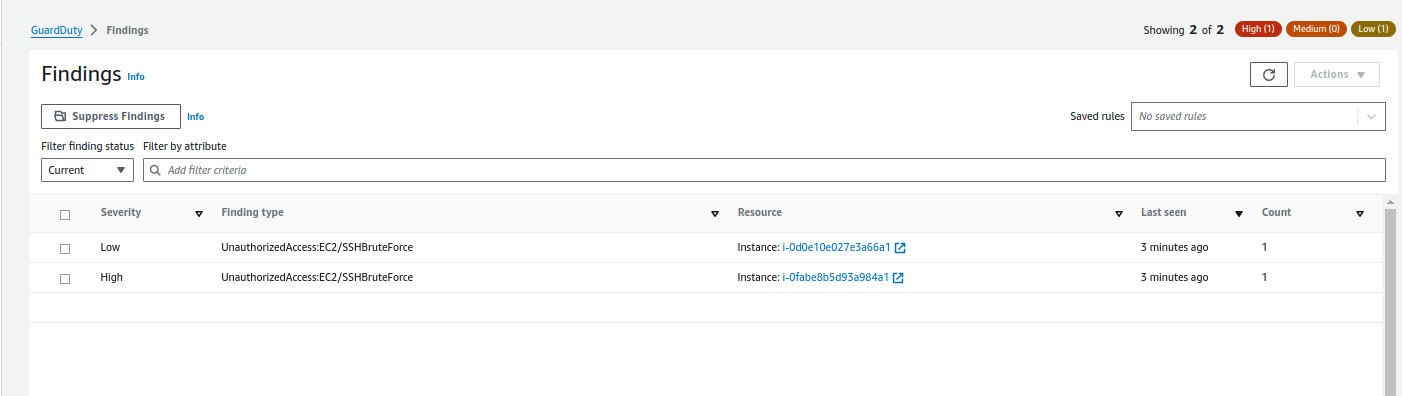 GuardDuty > Findings
Showing 2 of 2 High (1) Medium (0) Low (1)
Findings Info
Actions
Suppress Findings Info
Saved rules No saved rules
Filter finding status Filter by attribute
Current Add filter criteria
Severity Finding type Resource Last seen Count
Low UnauthorizedAccess:EC2/SSHBruteForce Instance: i-0d0e10e027e3a66a1 3 minutes ago 1
High UnauthorizedAccess:EC2/SSHBruteForce Instance: i-0fabe8b5d93a984a1 3 minutes ago 1